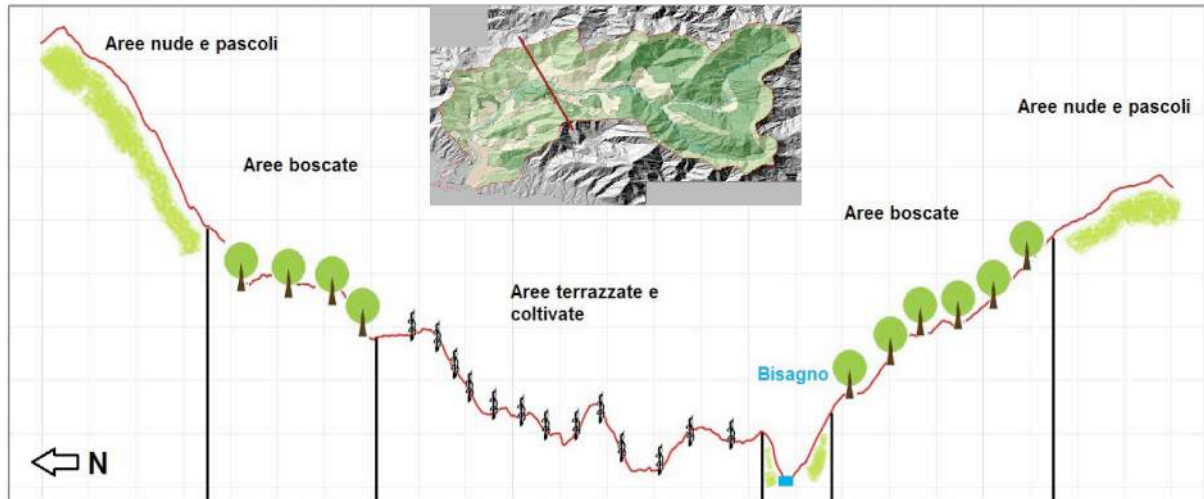 Aree nude e pascoli
Aree nude e pascoli
Aree boscate
Aree boscate
Aree terrazzate e
coltivate
Bisagno
N